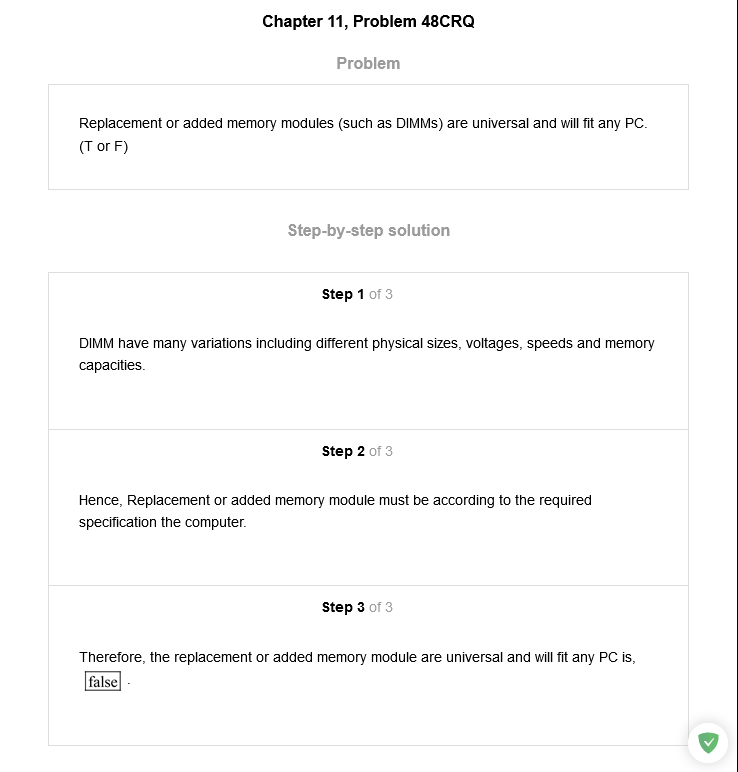 Chapter 11, Problem 48CRQ
Problem
Replacement or added memory modules (such as DIMMs) are universal and will fit any PC.
(T or F)
Step-by-step solution
Step 1 of 3
DIMM have many variations including different physical sizes, voltages, speeds and memory
capacities.
Step 2 of 3
Hence, Replacement or added memory module must be according to the required
specification the computer.
Step 3 of 3
Therefore, the replacement or added memory module are universal and will fit any PC is,
false .